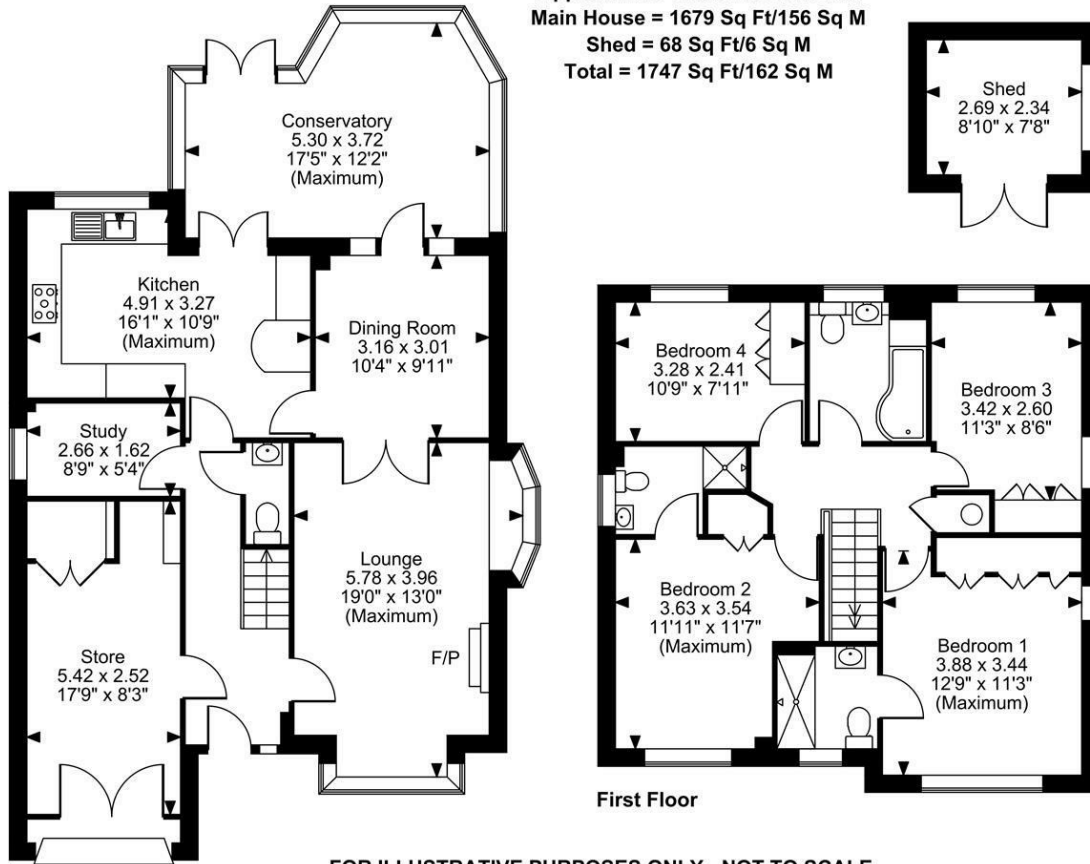 Main House = 1679 Sq Ft/156 Sq M
Shed = 68 Sq Ft/6 Sq M
Total = 1747 Sq Ft/162 Sq M
Shed
2.69 x 2.34
8'10" x 7'8"
Conservatory
5.30 x 3.72
17'5" x 12'2"
(Maximum)
Kitchen
4.91 x 3.27
16'1" x 10'9"
(Maximum)
Dining Room
3.16 x 3.01
10'4" x 9'11"
Study
2.66 x 1.62
8'9" x 5'4"
Lounge
5.78 x 3.96
19'0" x 13'0"
(Maximum)
F/P
Store
5.42 x 2.52
17'9" x 8'3"
Bedroom 4
3.28 x 2.41
10'9" x 7'11"
Bedroom 3
3.42 x 2.60
11'3" x 8'6"
Bedroom 2
3.63 x 3.54
11'11" x 11'7"
(Maximum)
Bedroom 1
3.88 x 3.44
12'9" x 11'3"
(Maximum)
First Floor
FOR ILLUSTRATIVE PURPOSES ONLY - NOT TO SCALE